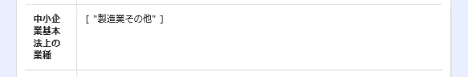 中小企
業基本
法上の
業種
[ "製造業その他" ]